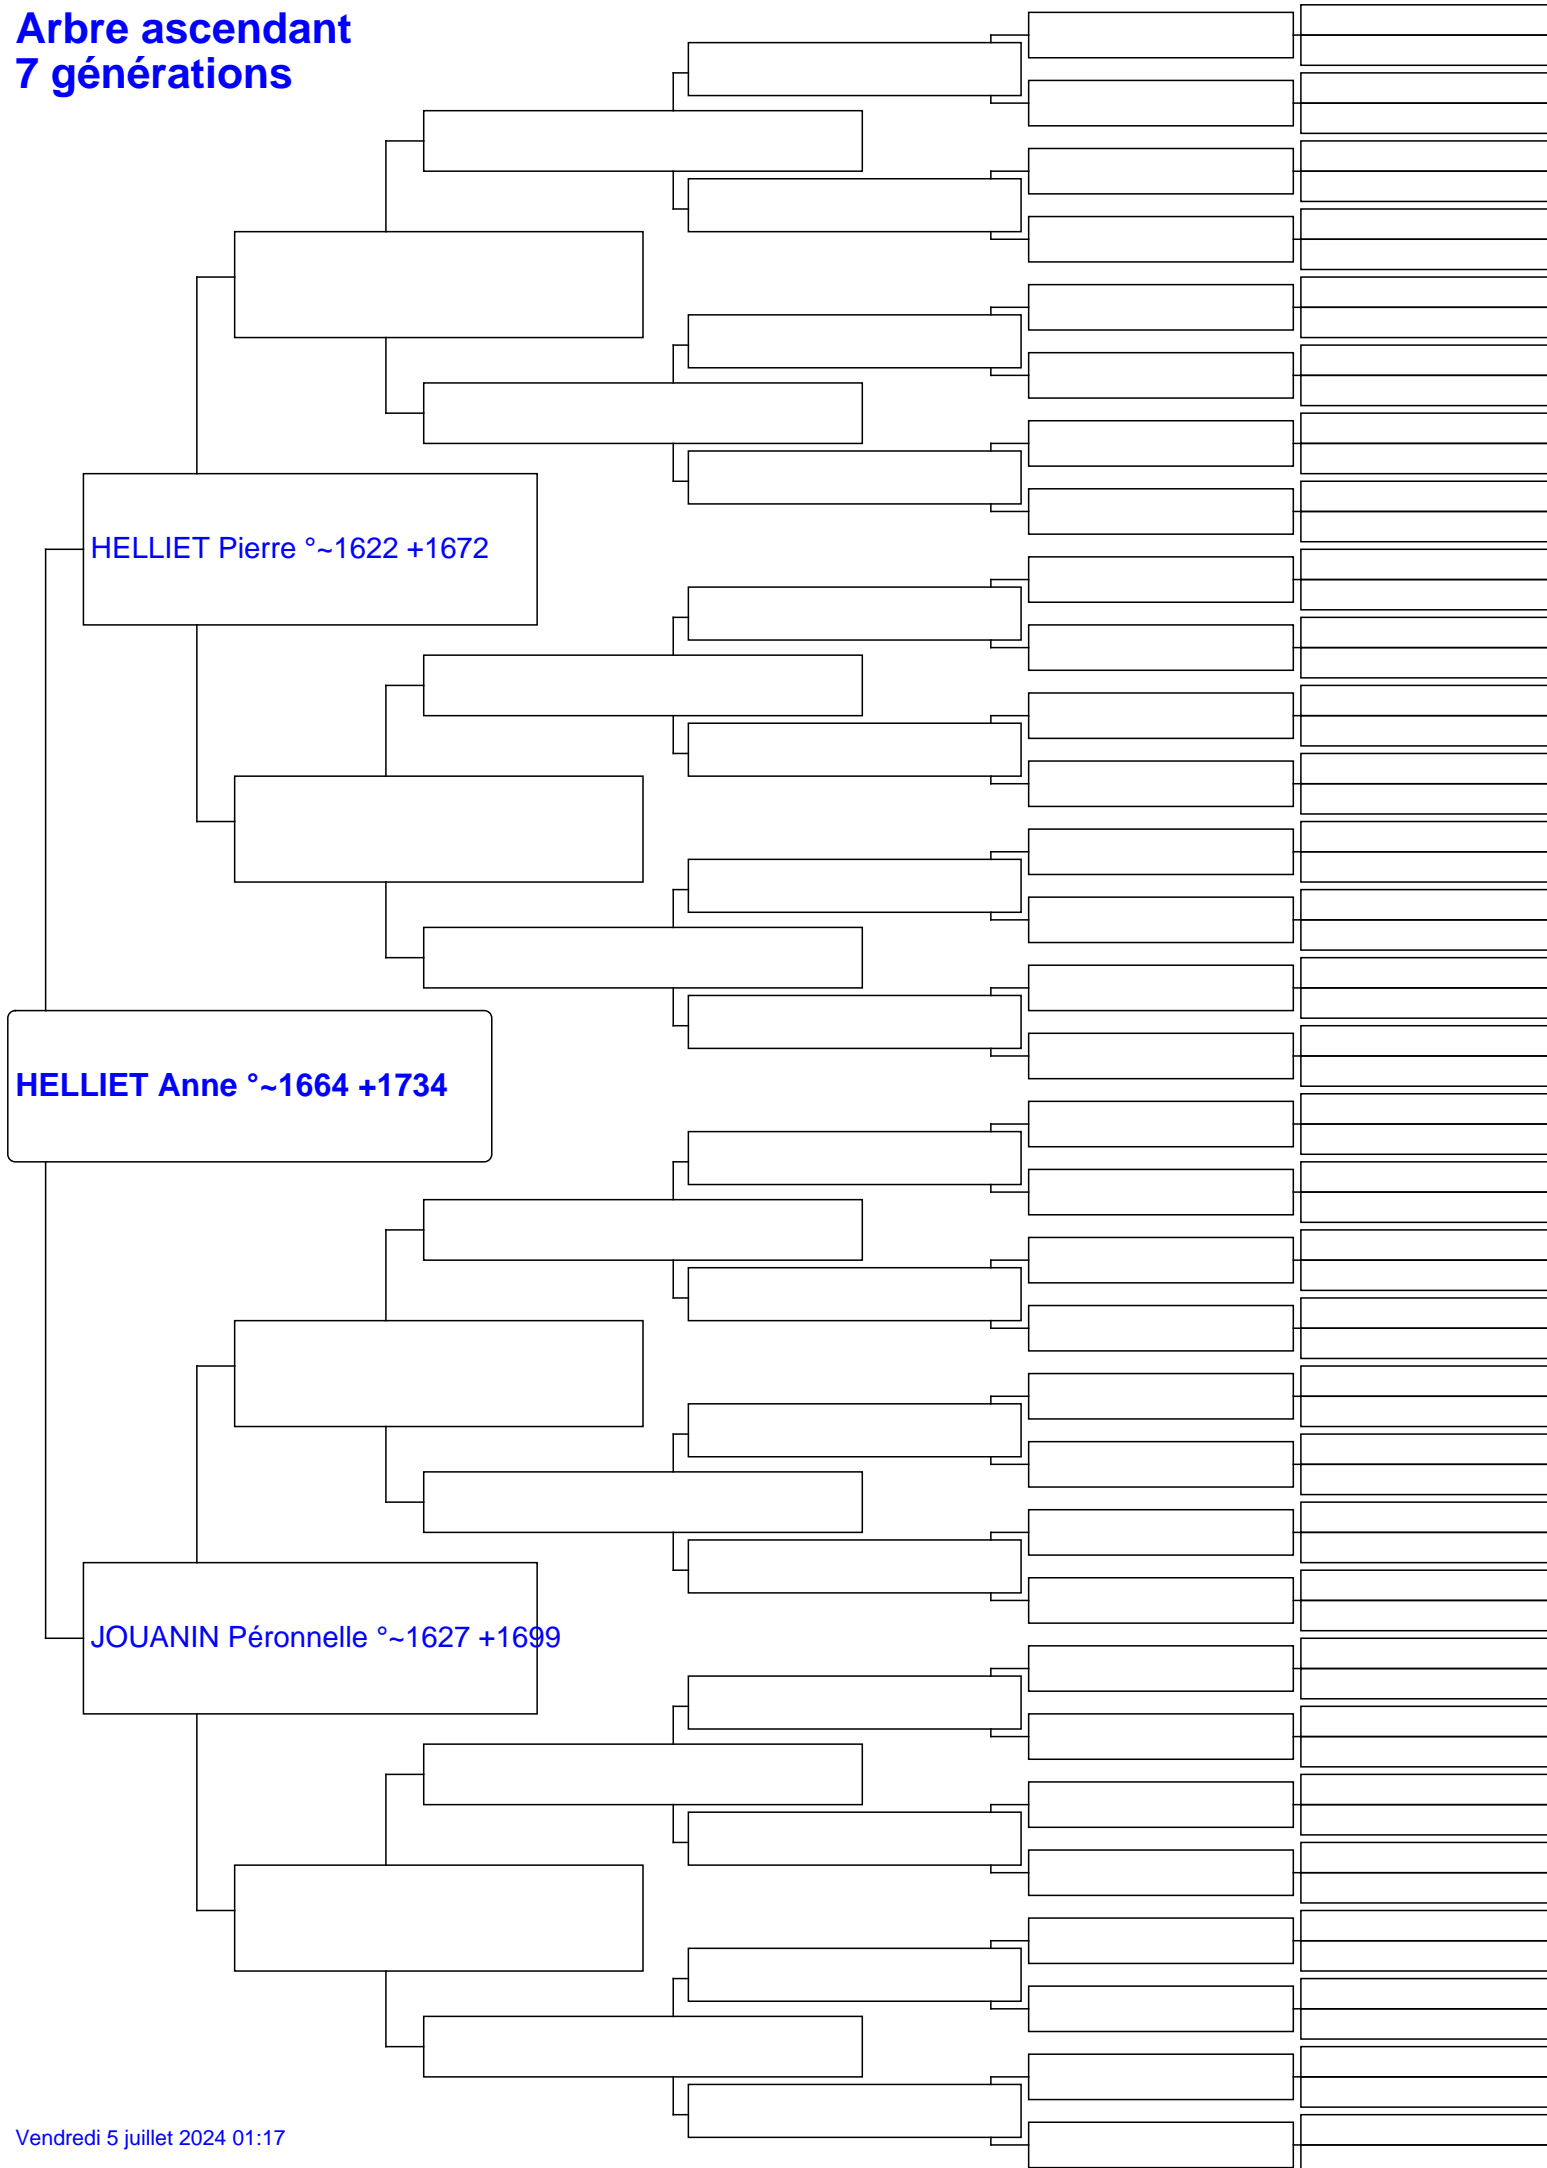 Arbre ascendant
7 générations
HELLIET Pierre °~1622 +1672
HELLIET Anne °~1664 +1734
JOUANIN Péronnelle °~1627 +1699
Vendredi 5 juillet 2024 01:17